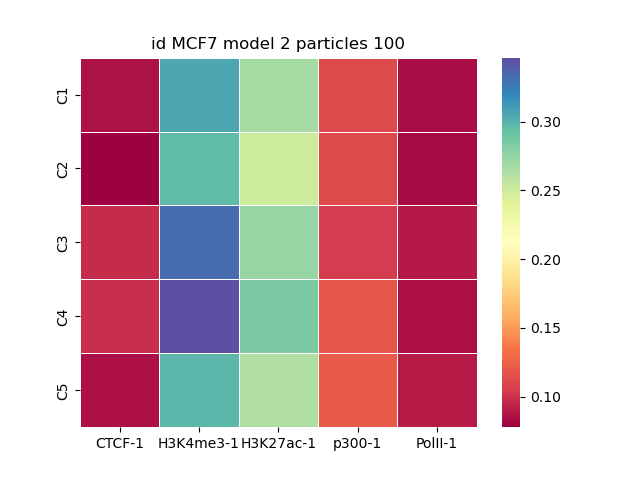 id MCF7 model 2 particles 100
C1
C2
C3
C4
C5
CTCF-1 H3K4me3-1 H3K27ac-1 p300-1 PolII-1
0.30
0.25
0.20
0.15
0.10